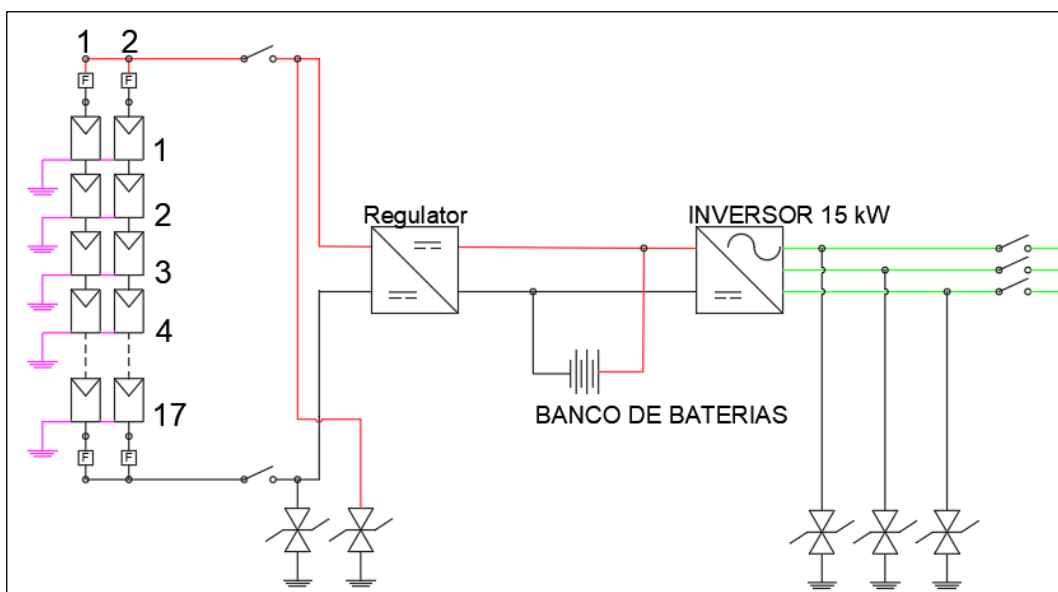 1 2
F F
1
2
3
4
17
F F
Regulator
INVERSOR 15 kW
BANCO DE BATERIAS